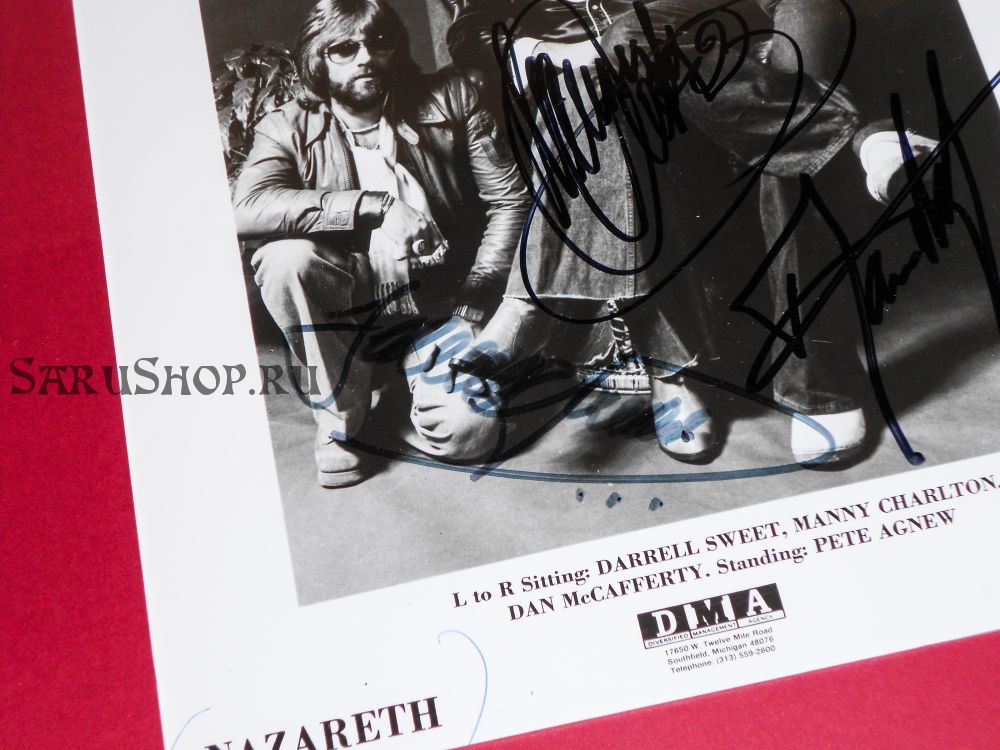 SARUSHOP.RU
L to R Sitting: DARRELL SWEET, MANNY CHARLTON,
DAN McCAFFERTY. Standing: PETE AGNEW
DMA
DIVERSIFIED MANAGEMENT AGENCY
17650 W. Twelve Mile Road
Southfield, Michigan 48076
Telephone: (313) 559-2600
NAZARETH